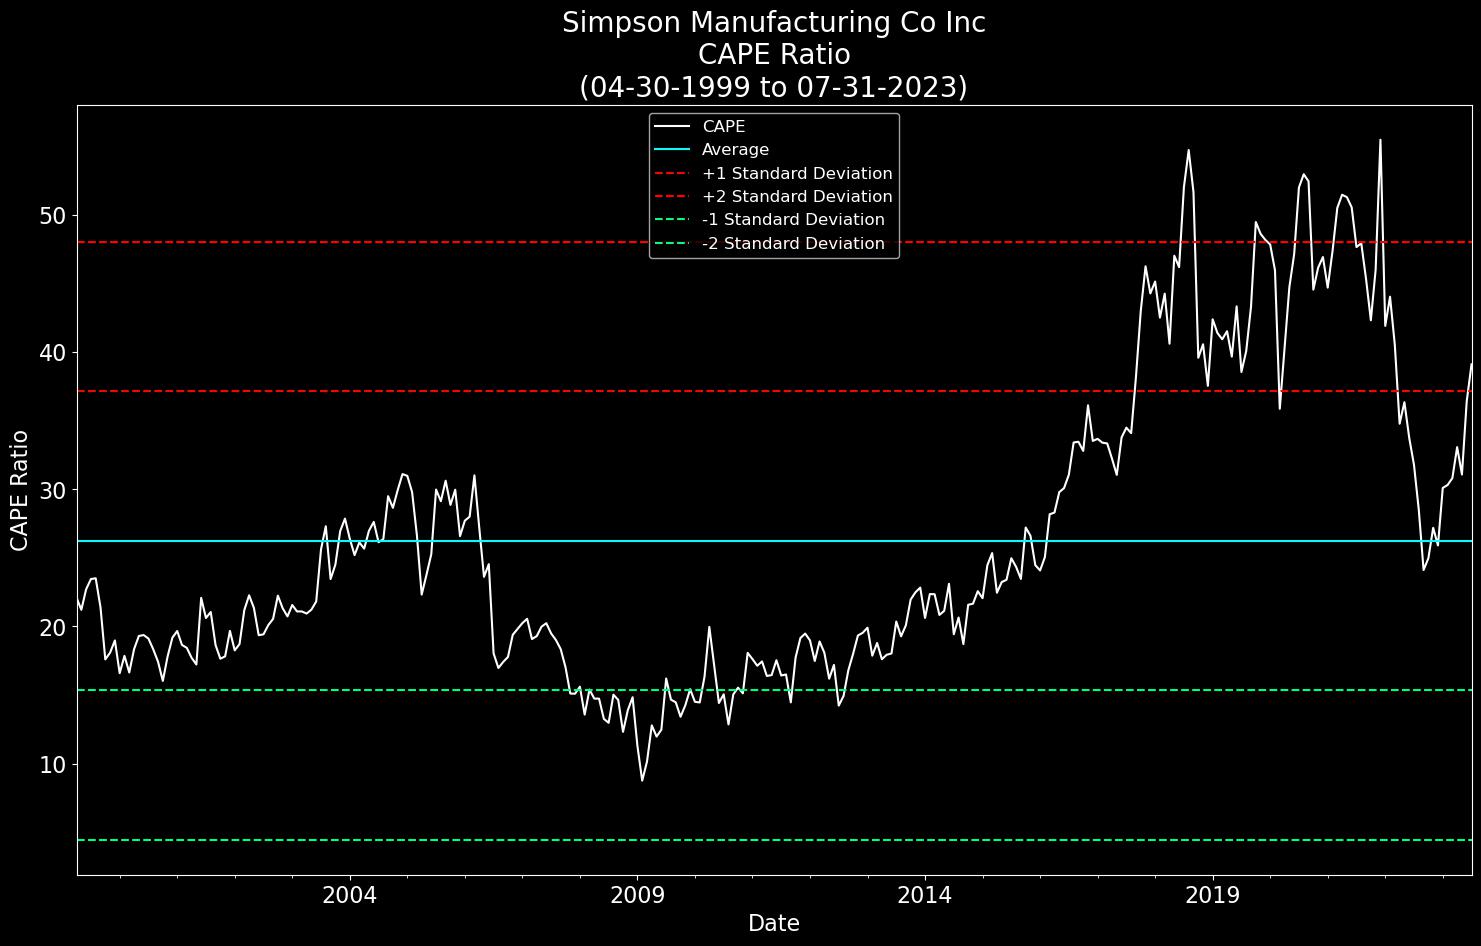 Simpson Manufacturing Co Inc
CAPE Ratio
(04-30-1999 to 07-31-2023)
CAPE
Average
+1 Standard Deviation
+2 Standard Deviation
-1 Standard Deviation
-2 Standard Deviation
50
40
30
20
10
CAPE Ratio
2004
2009
2014
2019
Date